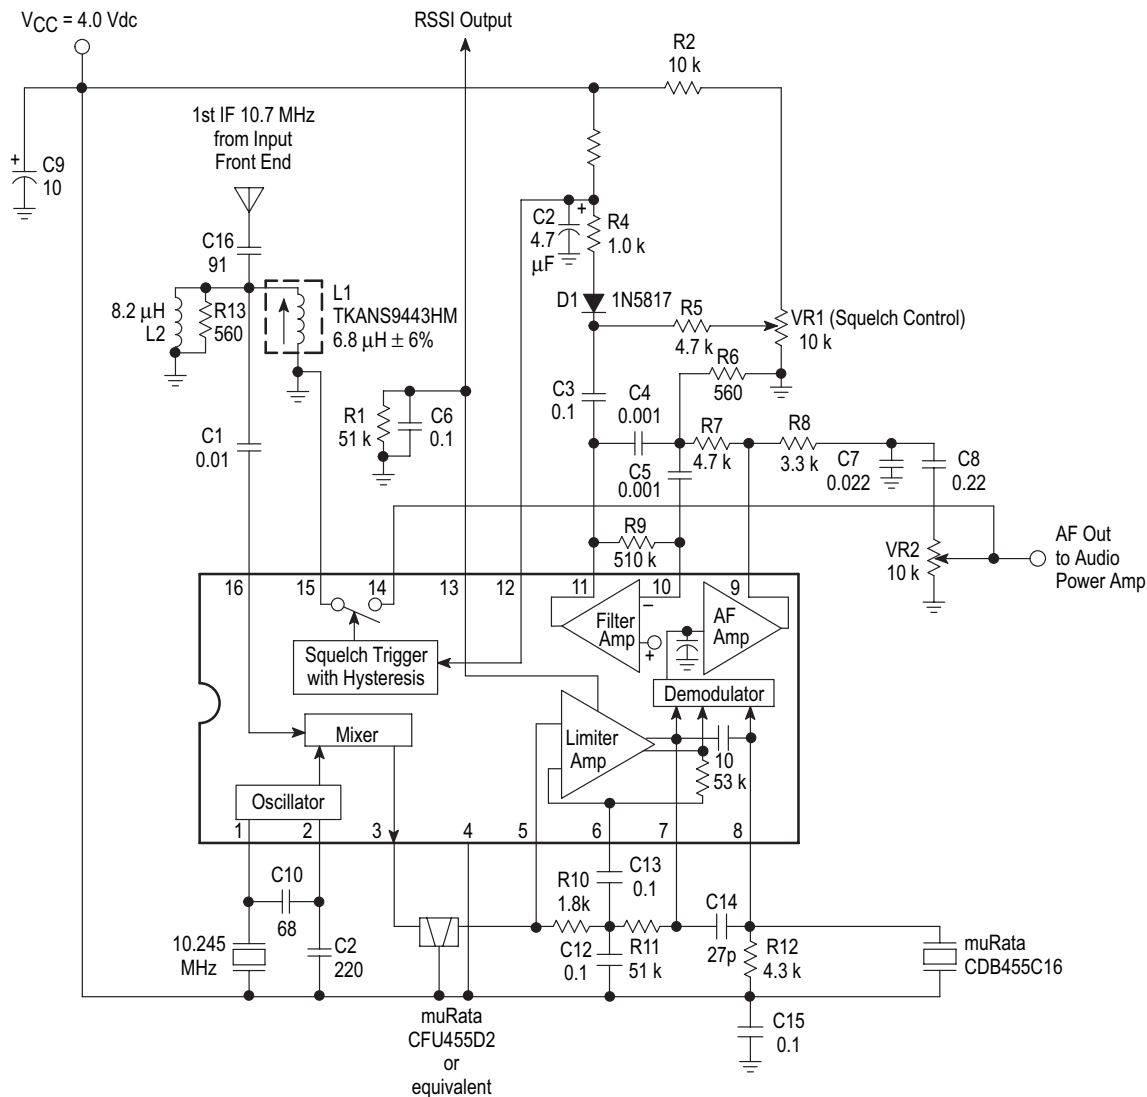 VCC = 4.0 Vdc
RSSI Output
R2
10 k
1st IF 10.7 MHz
from Input
Front End
+
C9
10
C16
91
C2
4.7
µF
+
R4
1.0 k
8.2 µH
L2
R13
560
L1
TKANS9443HM
6.8 µH ± 6%
D1
1N5817
R5
4.7 k
VR1 (Squelch Control)
10 k
R6
560
C3
0.1
C4
0.001
R1
51 k
C6
0.1
C1
0.01
R7
4.7 k
R8
3.3 k
C7
0.022
C8
0.22
C5
0.001
R9
510 k
VR2
10 k
AF Out
to Audio
Power Amp
16
15
14
13
12
11
10
9
Filter
Amp
−
+
AF
Amp
Squelch Trigger
with Hysteresis
Demodulator
Mixer
Limiter
Amp
10
53 k
Oscillator
1
2
3
4
5
6
7
8
C10
68
C13
0.1
R10
1.8k
C14
27p
10.245
MHz
C2
220
C12
0.1
R11
51 k
R12
4.3 k
muRata
CDB455C16
muRata
CFU455D2
or
equivalent
C15
0.1